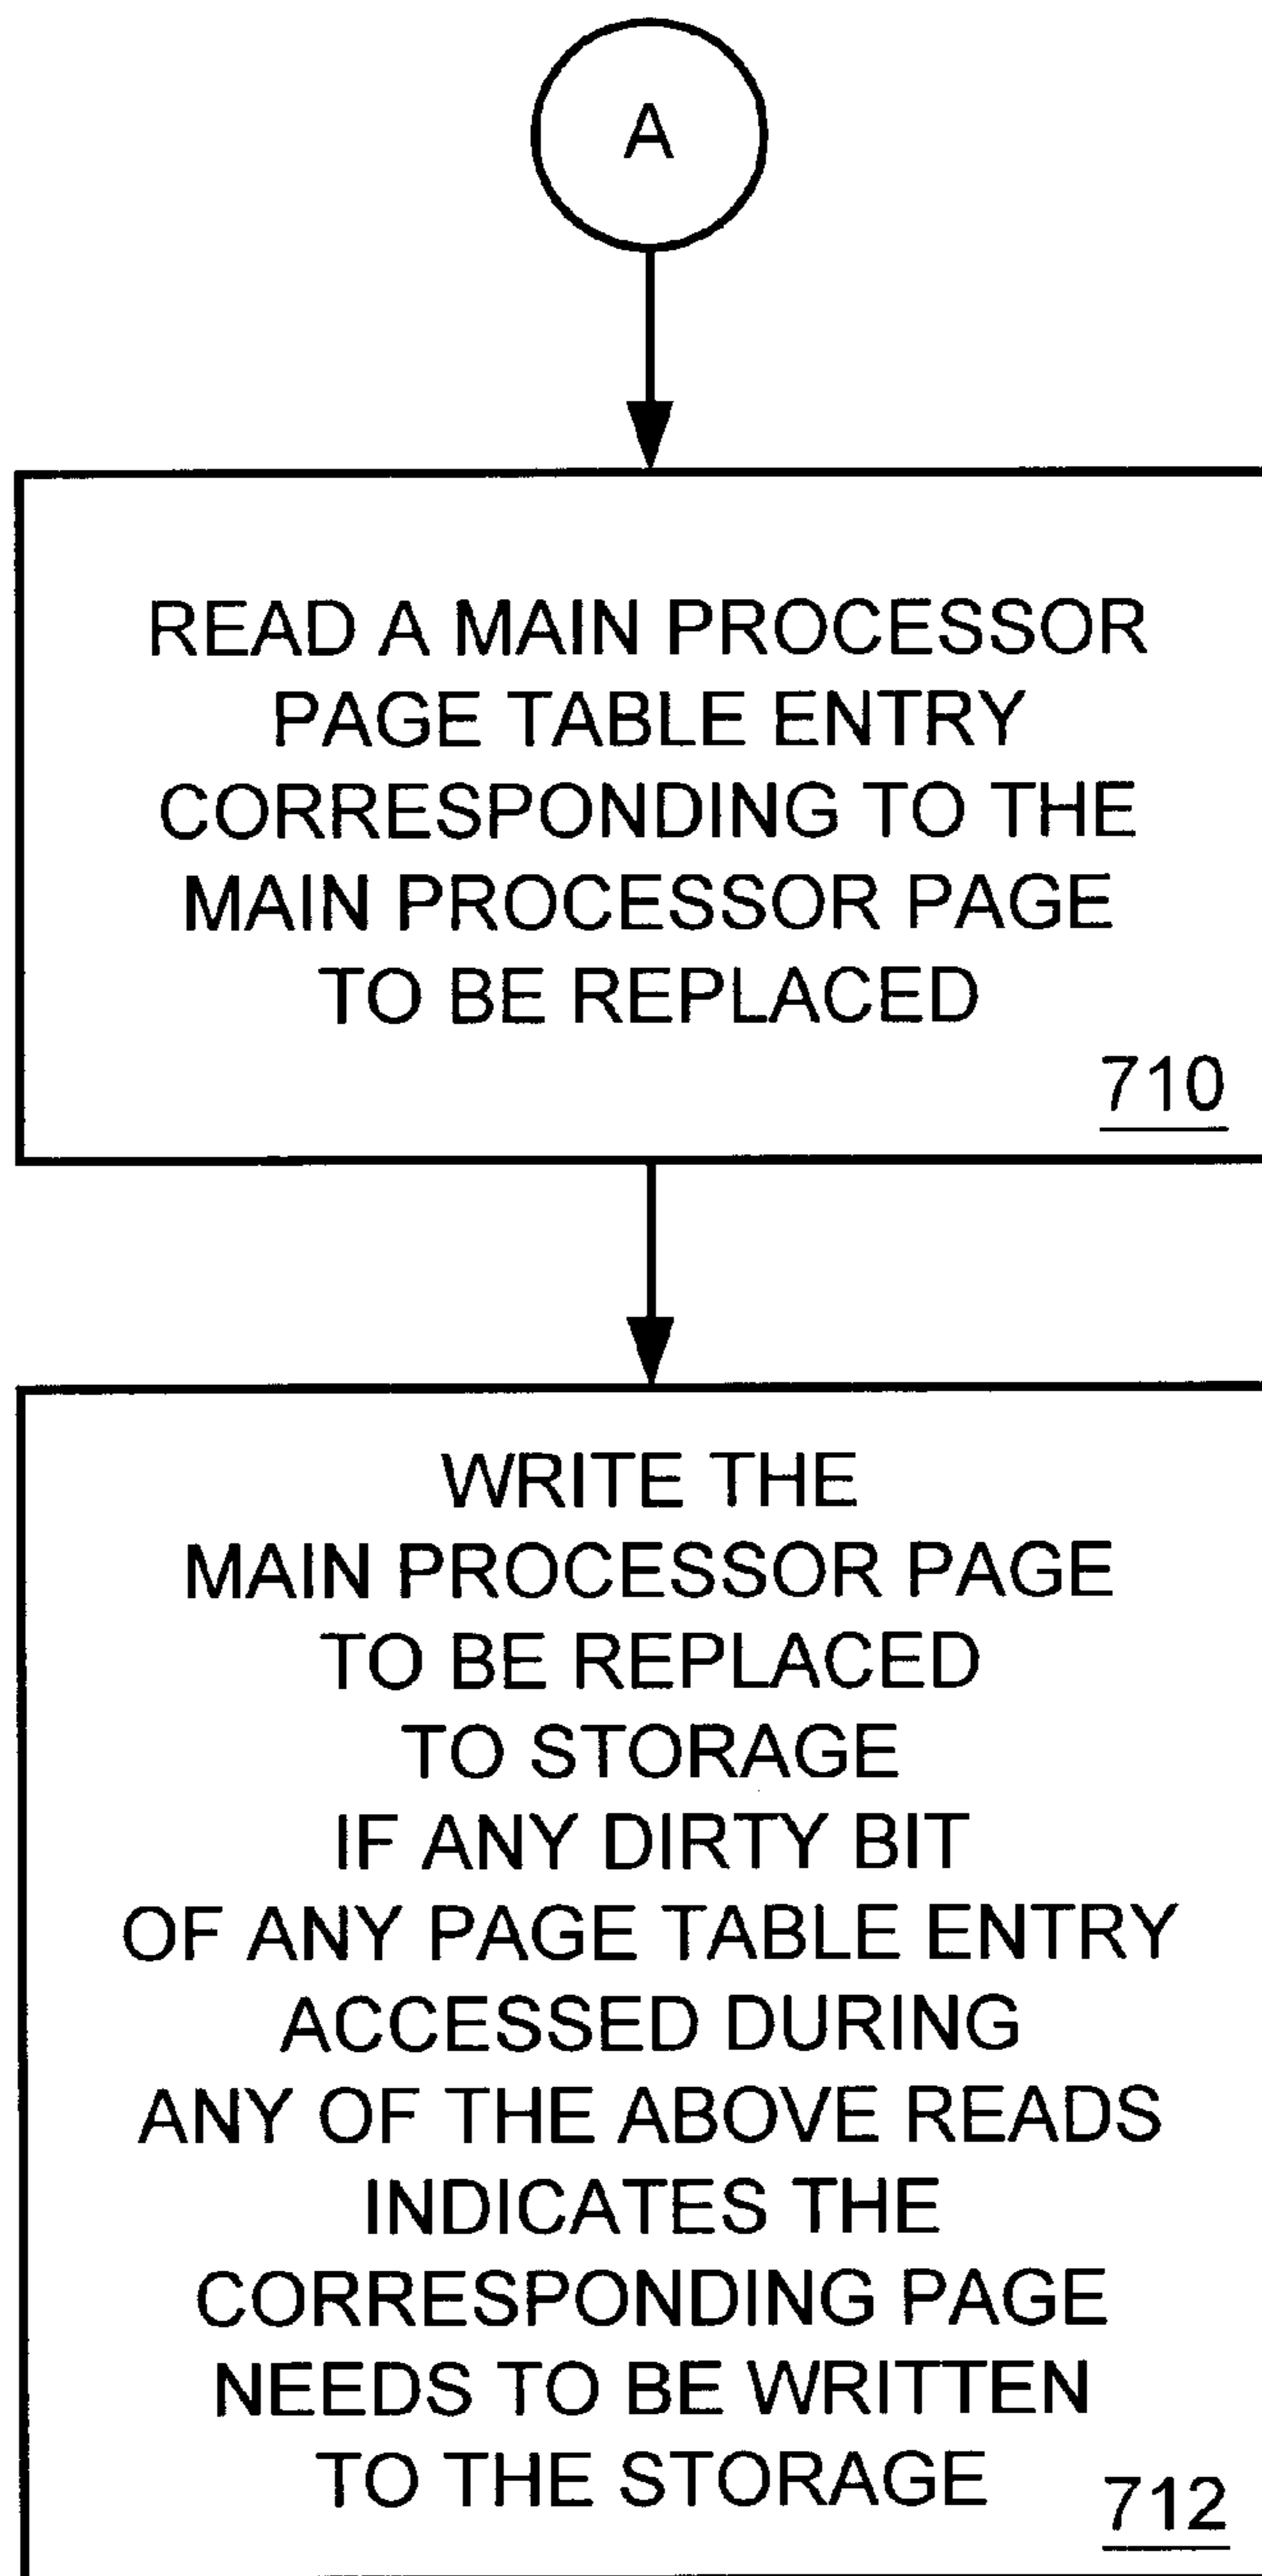 A
READ A MAIN PROCESSOR
PAGE TABLE ENTRY
CORRESPONDING TO THE
MAIN PROCESSOR PAGE
TO BE REPLACED
710
WRITE THE
MAIN PROCESSOR PAGE
TO BE REPLACED
TO STORAGE
IF ANY DIRTY BIT
OF ANY PAGE TABLE ENTRY
ACCESSED DURING
ANY OF THE ABOVE READS
INDICATES THE
CORRESPONDING PAGE
NEEDS TO BE WRITTEN
TO THE STORAGE
712